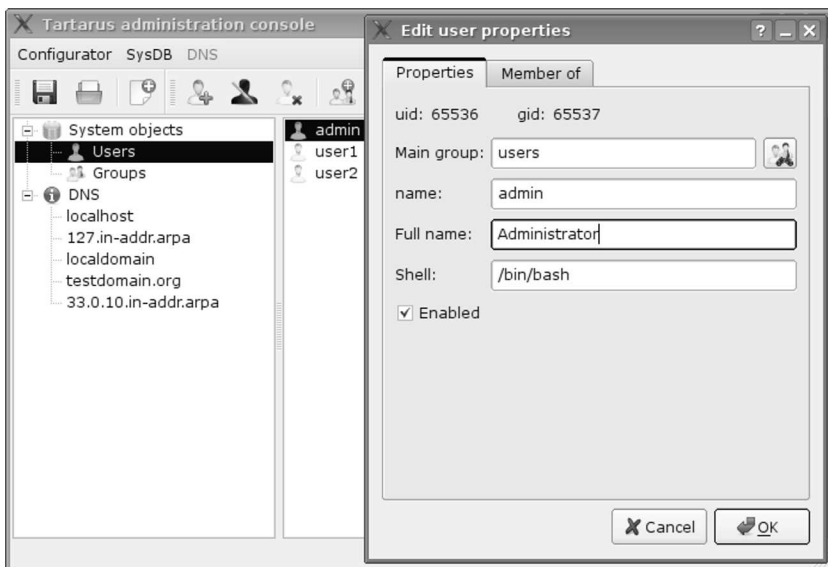 Tartarus administration console
Configurator SysDB DNS
System objects
Users
Groups
DNS
localhost
127.in-addr.arpa
localdomain
testdomain.org
33.0.10.in-addr.arpa
admin
user1
user2
Edit user properties
Properties Member of
uid: 65536 gid: 65537
Main group: users
name: admin
Full name: Administrator
Shell: /bin/bash
Enabled
Cancel OK